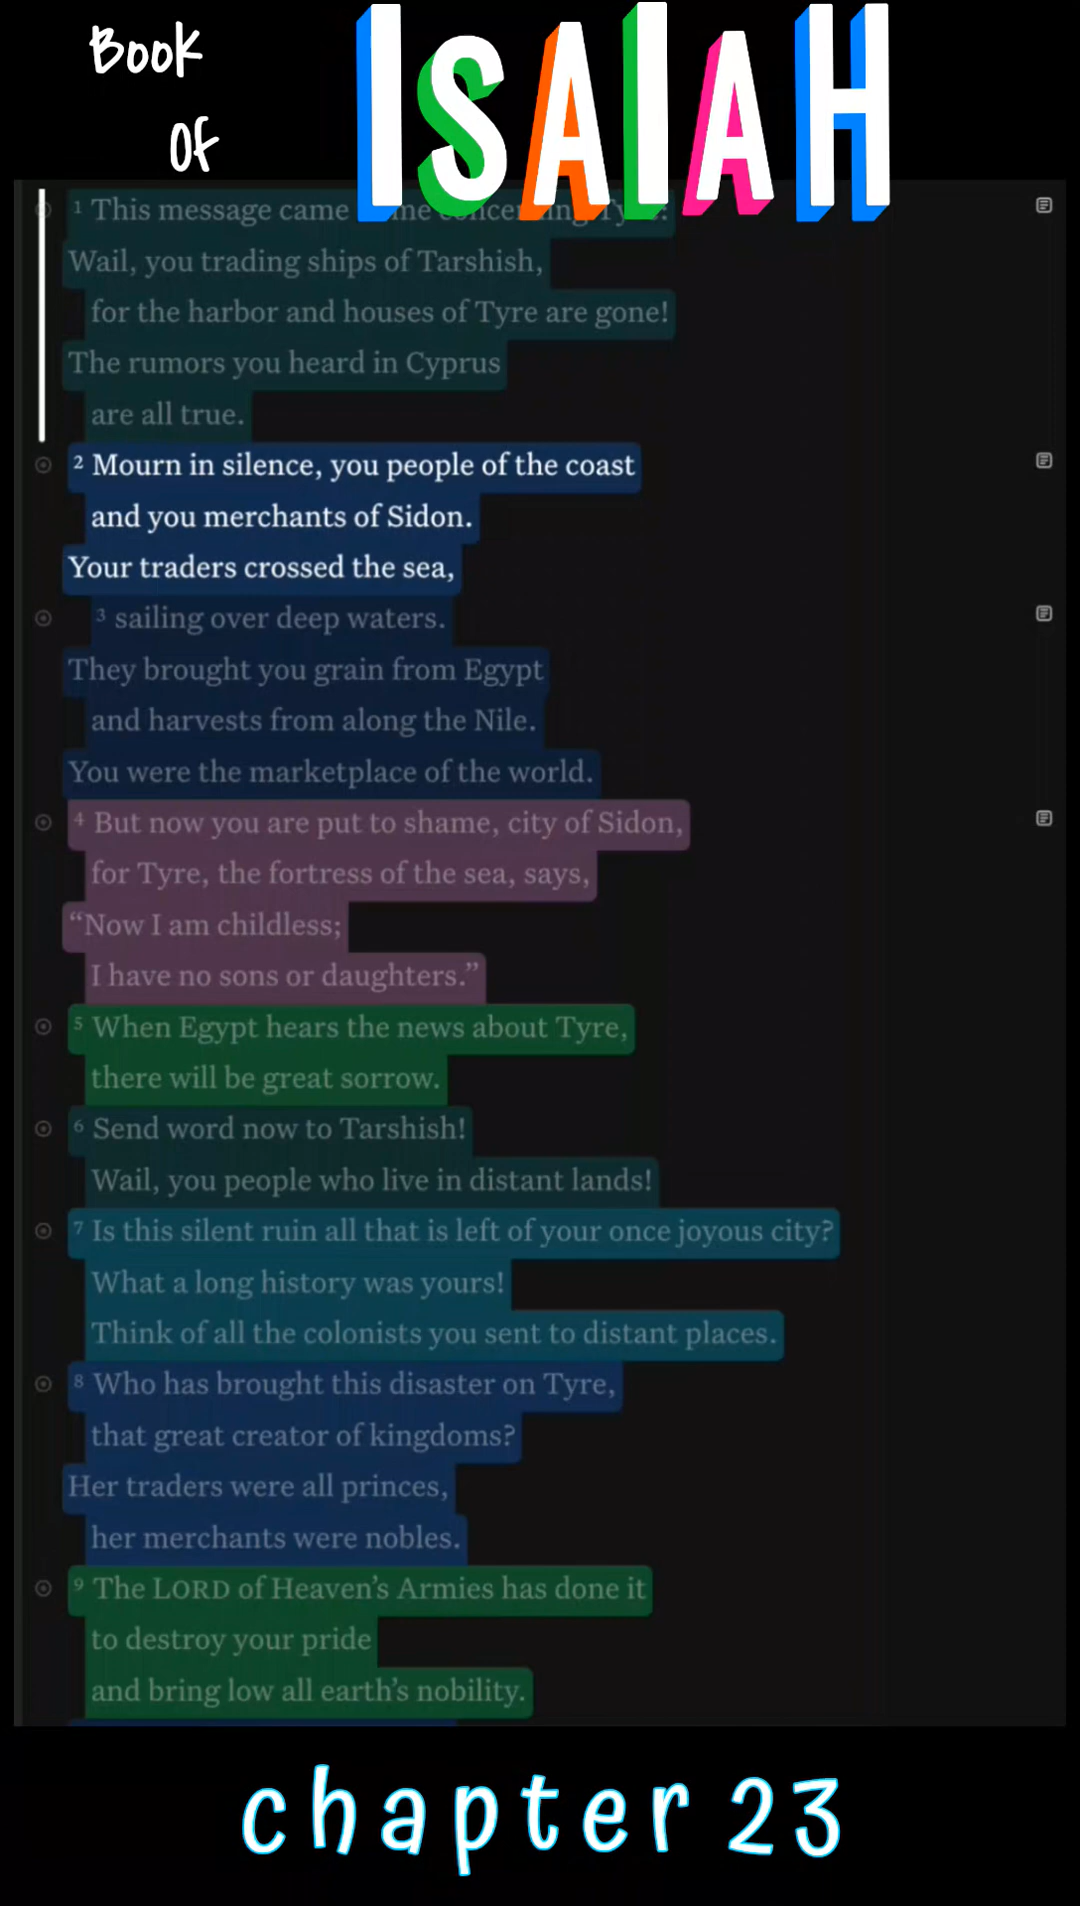 Book
of
ISAIAH
1 This message came me concerning
Wail, you trading ships of Tarshish,
for the harbor and houses of Tyre are gone!
The rumors you heard in Cyprus
are all true.
2 Mourn in silence, you people of the coast
and you merchants of Sidon.
Your traders crossed the sea,
3 sailing over deep waters.
They brought you grain from Egypt
and harvests from along the Nile.
You were the marketplace of the world.
4 But now you are put to shame, city of Sidon,
for Tyre, the fortress of the sea, says,
“Now I am childless;
I have no sons or daughters.”
5 When Egypt hears the news about Tyre,
there will be great sorrow.
6 Send word now to Tarshish!
Wail, you people who live in distant lands!
7 Is this silent ruin all that is left of your once joyous city?
What a long history was yours!
Think of all the colonists you sent to distant places.
8 Who has brought this disaster on Tyre,
that great creator of kingdoms?
Her traders were all princes,
her merchants were nobles.
9 The LORD of Heaven’s Armies has done it
to destroy your pride
and bring low all earth’s nobility.
chapter 23